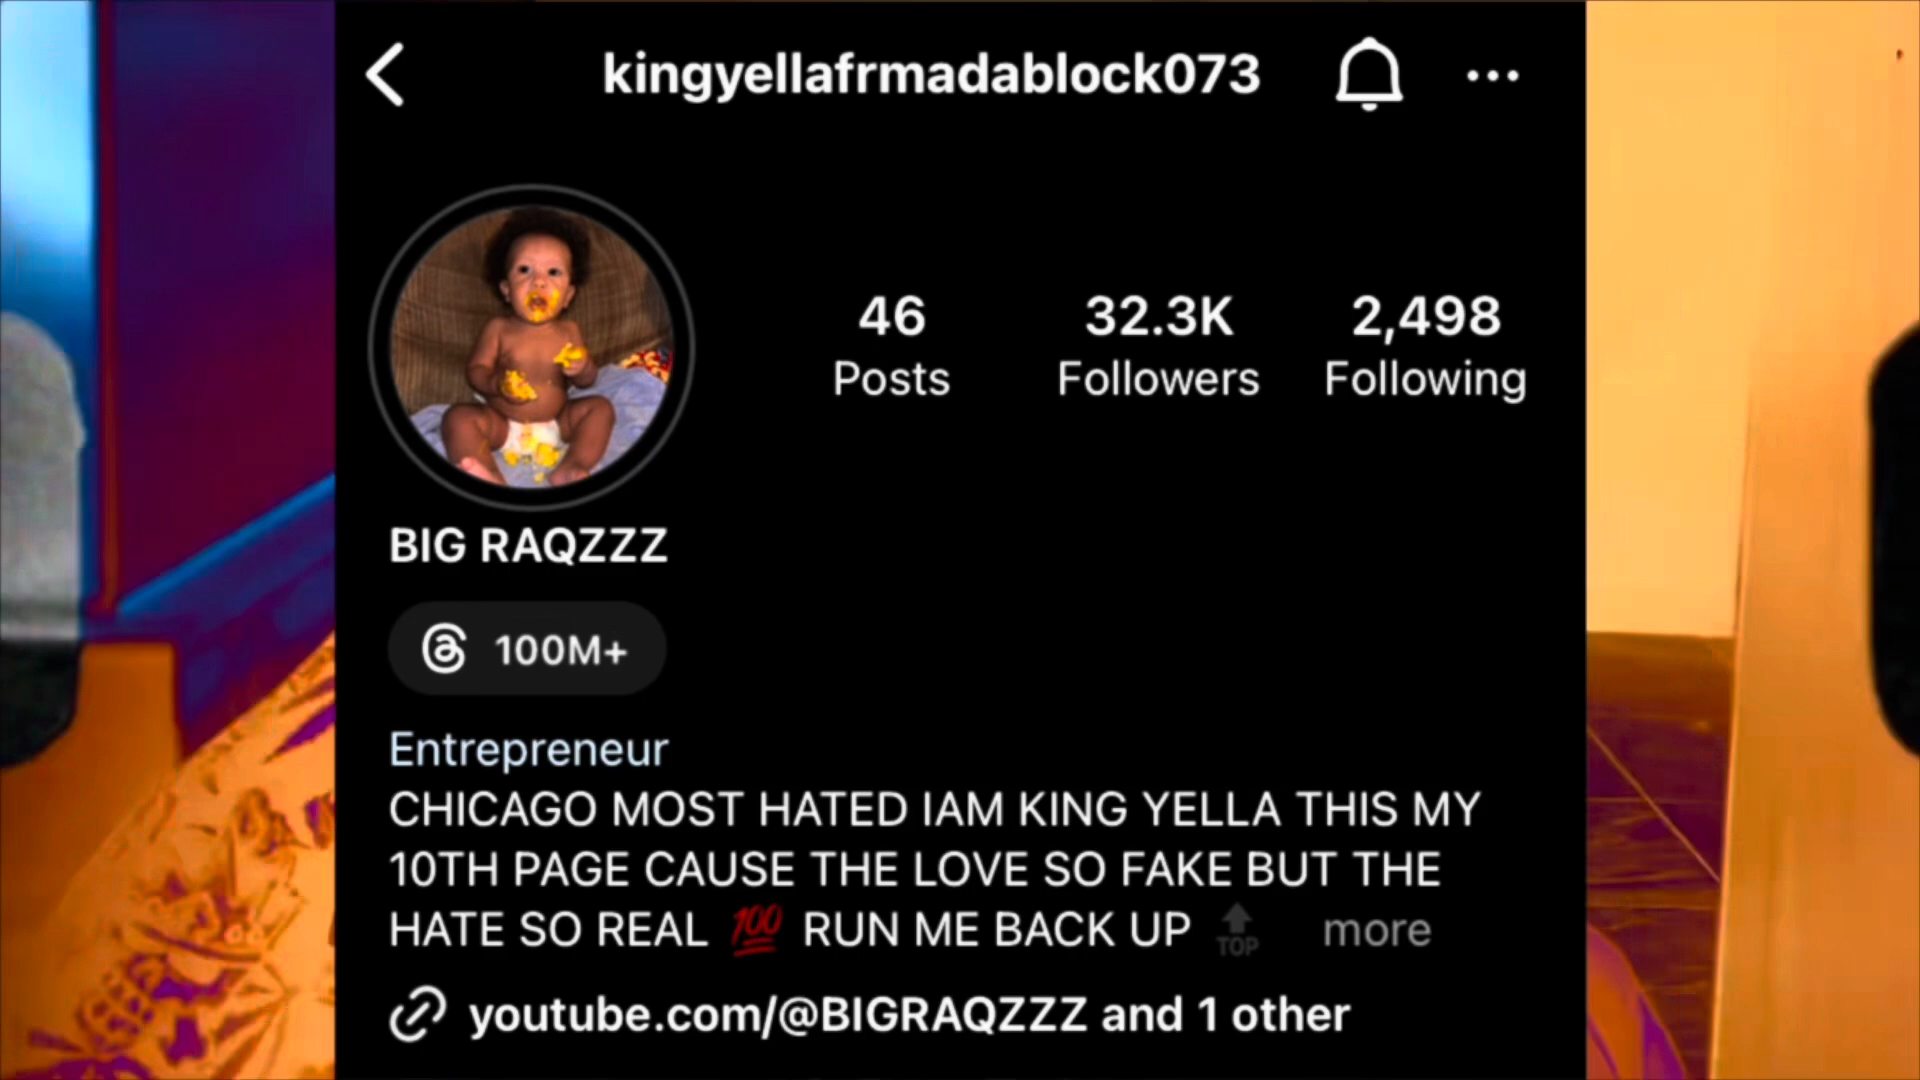 kingyellafrmadablock073
46 2,498 32.3K
Posts Followers Following
BIG RAQZZZ
100M+
Entrepreneur
CHICAGO MOST HATED IAM KING YELLA THIS MY
10TH PAGE CAUSE THE LOVE SO FAKE BUT THE
HATE SO REAL 💯 RUN ME BACK UP 🔝 more
youtube.com/@BIGRAQZZZ and 1 other